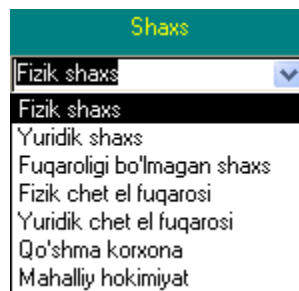 Shaxs
Fizik shaxs
Fizik shaxs
Yuridik shaxs
Fuqaroligi bo'lmagan shaxs
Fizik chet el fuqarosi
Yuridik chet el fuqarosi
Qo'shma korxona
Mahalliy hokimiyat